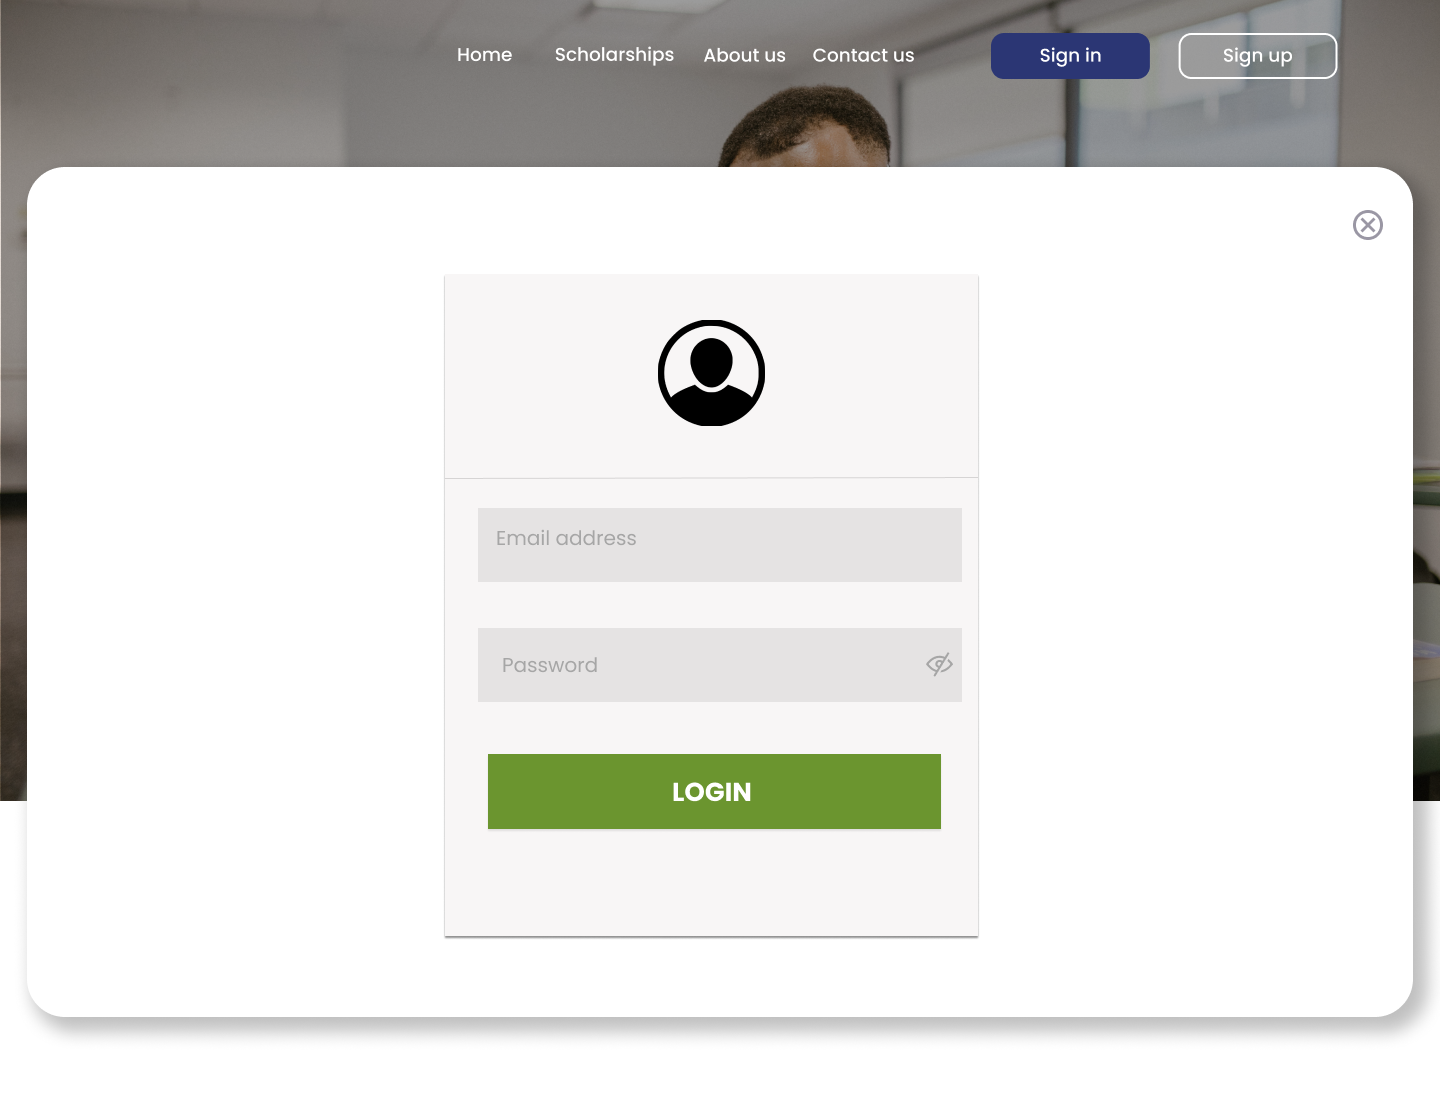 Home Scholarships About us Contact us Sign in Sign up
Email address
Password
LOGIN